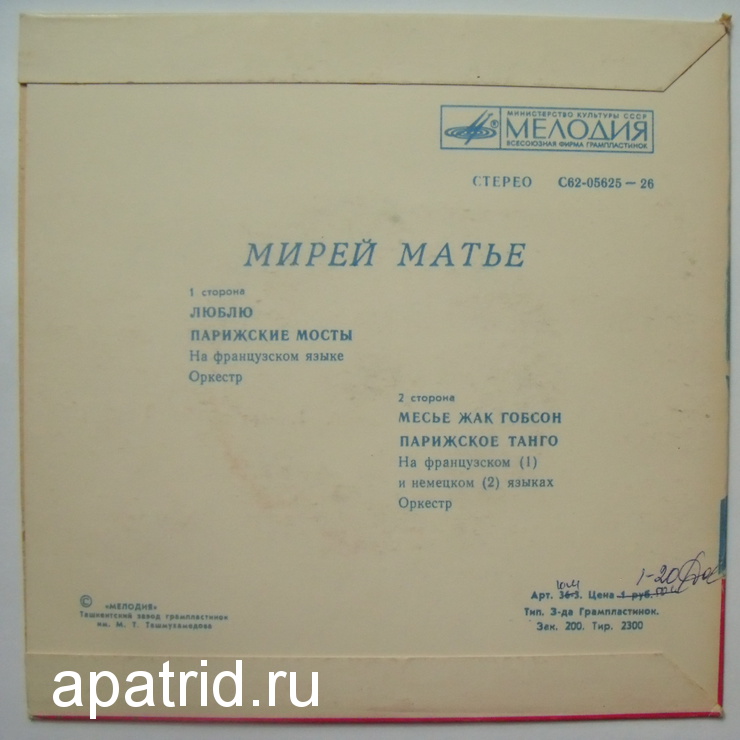 МИНИСТЕРСТВО КУЛЬТУРЫ СССР
МЕЛОДИЯ
ВСЕСОЮЗНАЯ ФИРМА ГРАМПЛАСТИНОК
СТЕРЕО С62-05625—26
МИРЕЙ МАТЬЕ
1 сторона
ЛЮБЛЮ
ПАРИЖСКИЕ МОСТЫ
На французском языке
Оркестр
2 сторона
МЕСЬЕ ЖАК ГОБСОН
ПАРИЖСКОЕ ТАНГО
На французском (1)
и немецком (2) языках
Оркестр
1-20
Арт. 36-3. Цена 1 руб.
Тип. З-да Грампластинок.
Зек. 200. Тир. 2300
© «МЕЛОДИЯ»
Ташкентский завод грампластинок
им. М. Т. Ташмухамедова
apatrid.ru